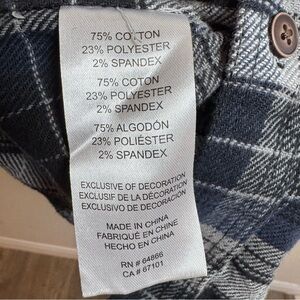 75% COTTON
23% POLYESTER
2% SPANDEX
75% COTON
23% POLYESTER
2% SPANDEX
75% ALGODÓN
23% POLIÉSTER
2% SPANDEX
EXCLUSIVE OF DECORATION
EXCLUSIF DE LA DÉCORATION
EXCLUSIVO DE DECORACIÓN
MADE IN CHINA
FABRIQUÉ EN CHINE
HECHO EN CHINA
RN # 64866
CA # 67101